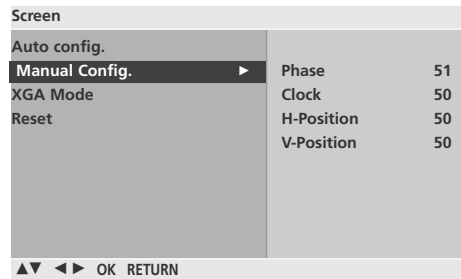 Screen
Auto config.
Manual Config. ►
XGA Mode
Reset
Phase 51
Clock 50
H-Position 50
V-Position 50
▲▼ ◄► OK RETURN